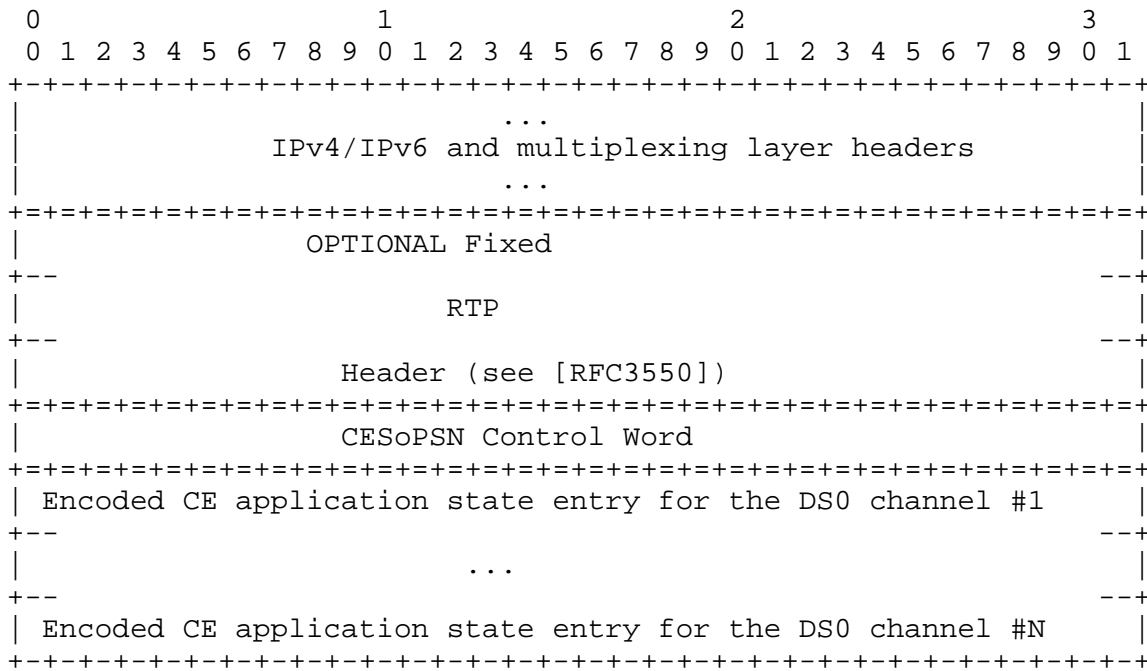 0                   1                   2                   3
 0 1 2 3 4 5 6 7 8 9 0 1 2 3 4 5 6 7 8 9 0 1 2 3 4 5 6 7 8 9 0 1
+-+-+-+-+-+-+-+-+-+-+-+-+-+-+-+-+-+-+-+-+-+-+-+-+-+-+-+-+-+-+-+-+
|                           ...                                 |
|              IPv4/IPv6 and multiplexing layer headers         |
|                           ...                                 |
+=+=+=+=+=+=+=+=+=+=+=+=+=+=+=+=+=+=+=+=+=+=+=+=+=+=+=+=+=+=+=+=+
|                OPTIONAL Fixed                                 |
+--                                                           --+
|                        RTP                                    |
+--                                                           --+
|                  Header (see [RFC3550])                       |
+=+=+=+=+=+=+=+=+=+=+=+=+=+=+=+=+=+=+=+=+=+=+=+=+=+=+=+=+=+=+=+=+
|                  CESoPSN Control Word                         |
+=+=+=+=+=+=+=+=+=+=+=+=+=+=+=+=+=+=+=+=+=+=+=+=+=+=+=+=+=+=+=+=+
| Encoded CE application state entry for the DS0 channel #1     |
+--                                                           --+
|                         ...                                   |
+--                                                           --+
| Encoded CE application state entry for the DS0 channel #N     |
+-+-+-+-+-+-+-+-+-+-+-+-+-+-+-+-+-+-+-+-+-+-+-+-+-+-+-+-+-+-+-+-+